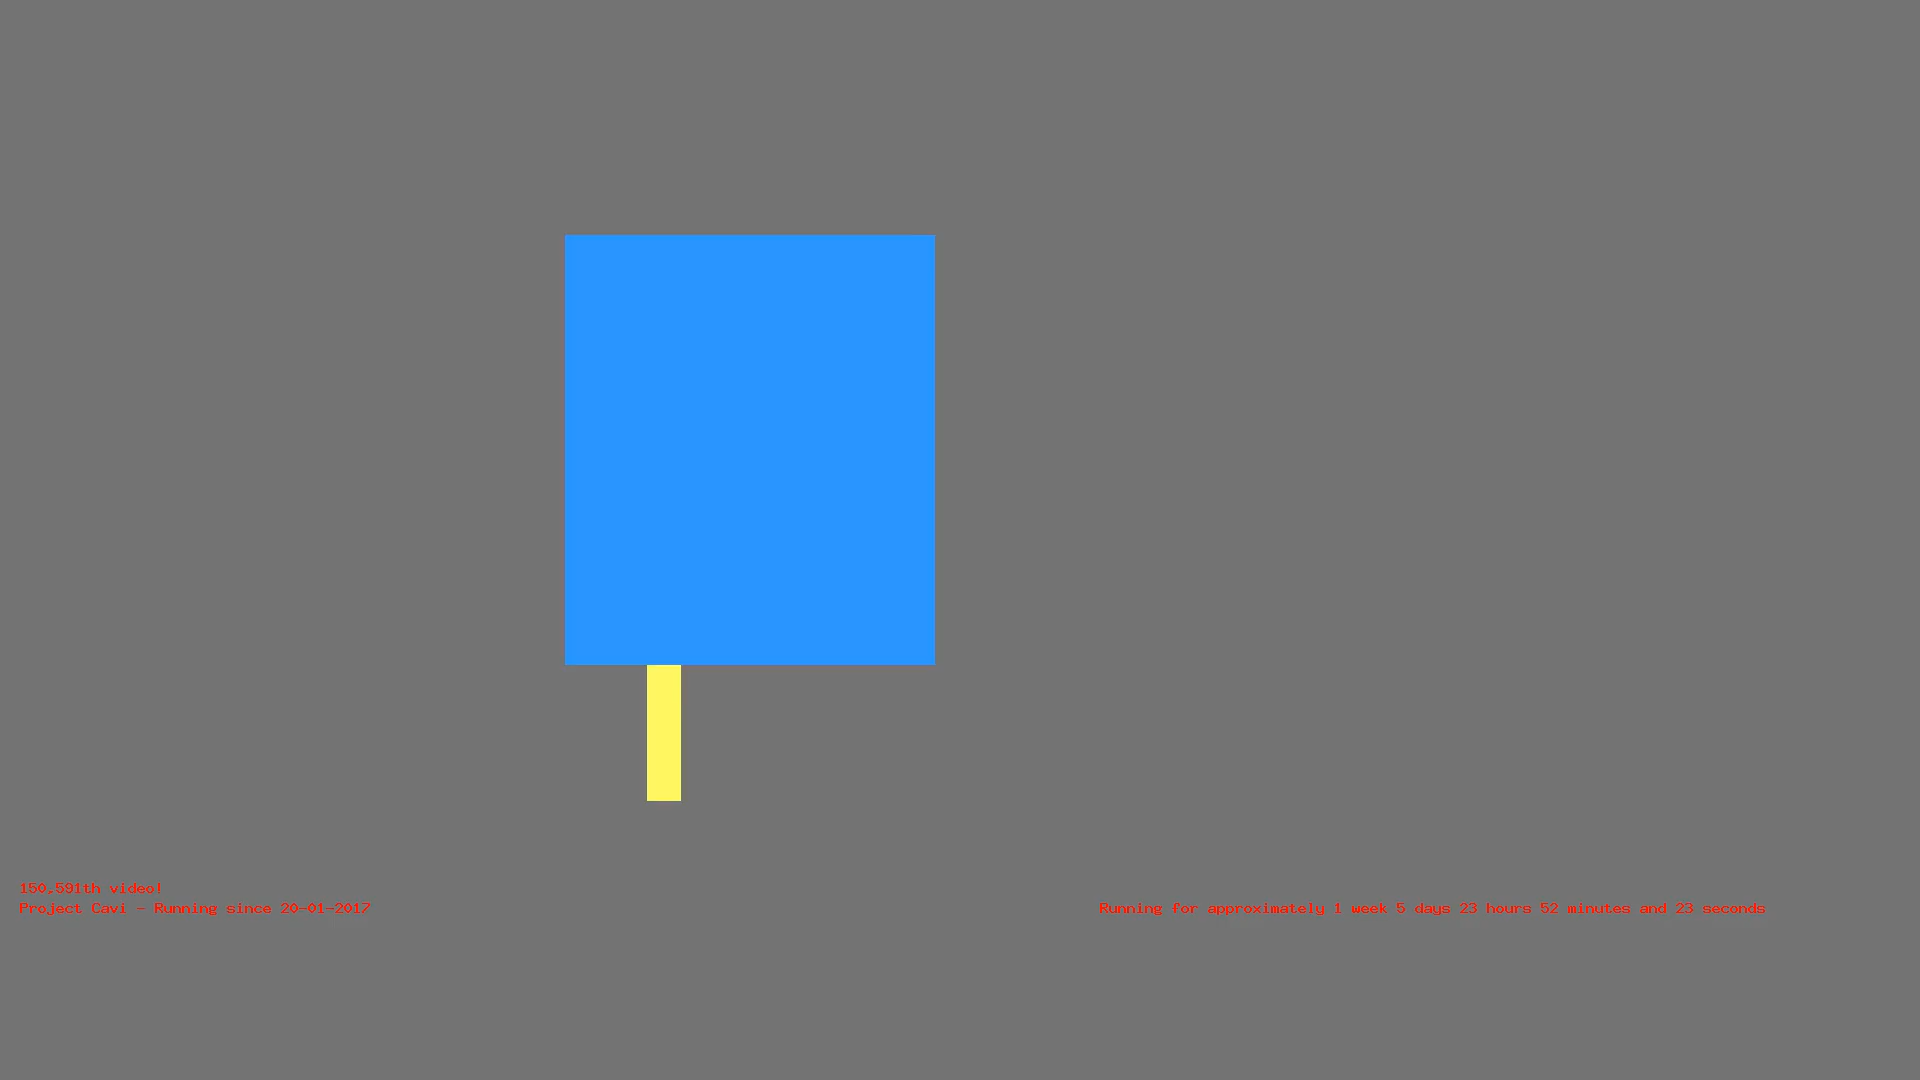 150,591th video!
Project Cavi - Running since 20-01-2017
Running for approximately 1 week 5 days 23 hours 52 minutes and 23 seconds